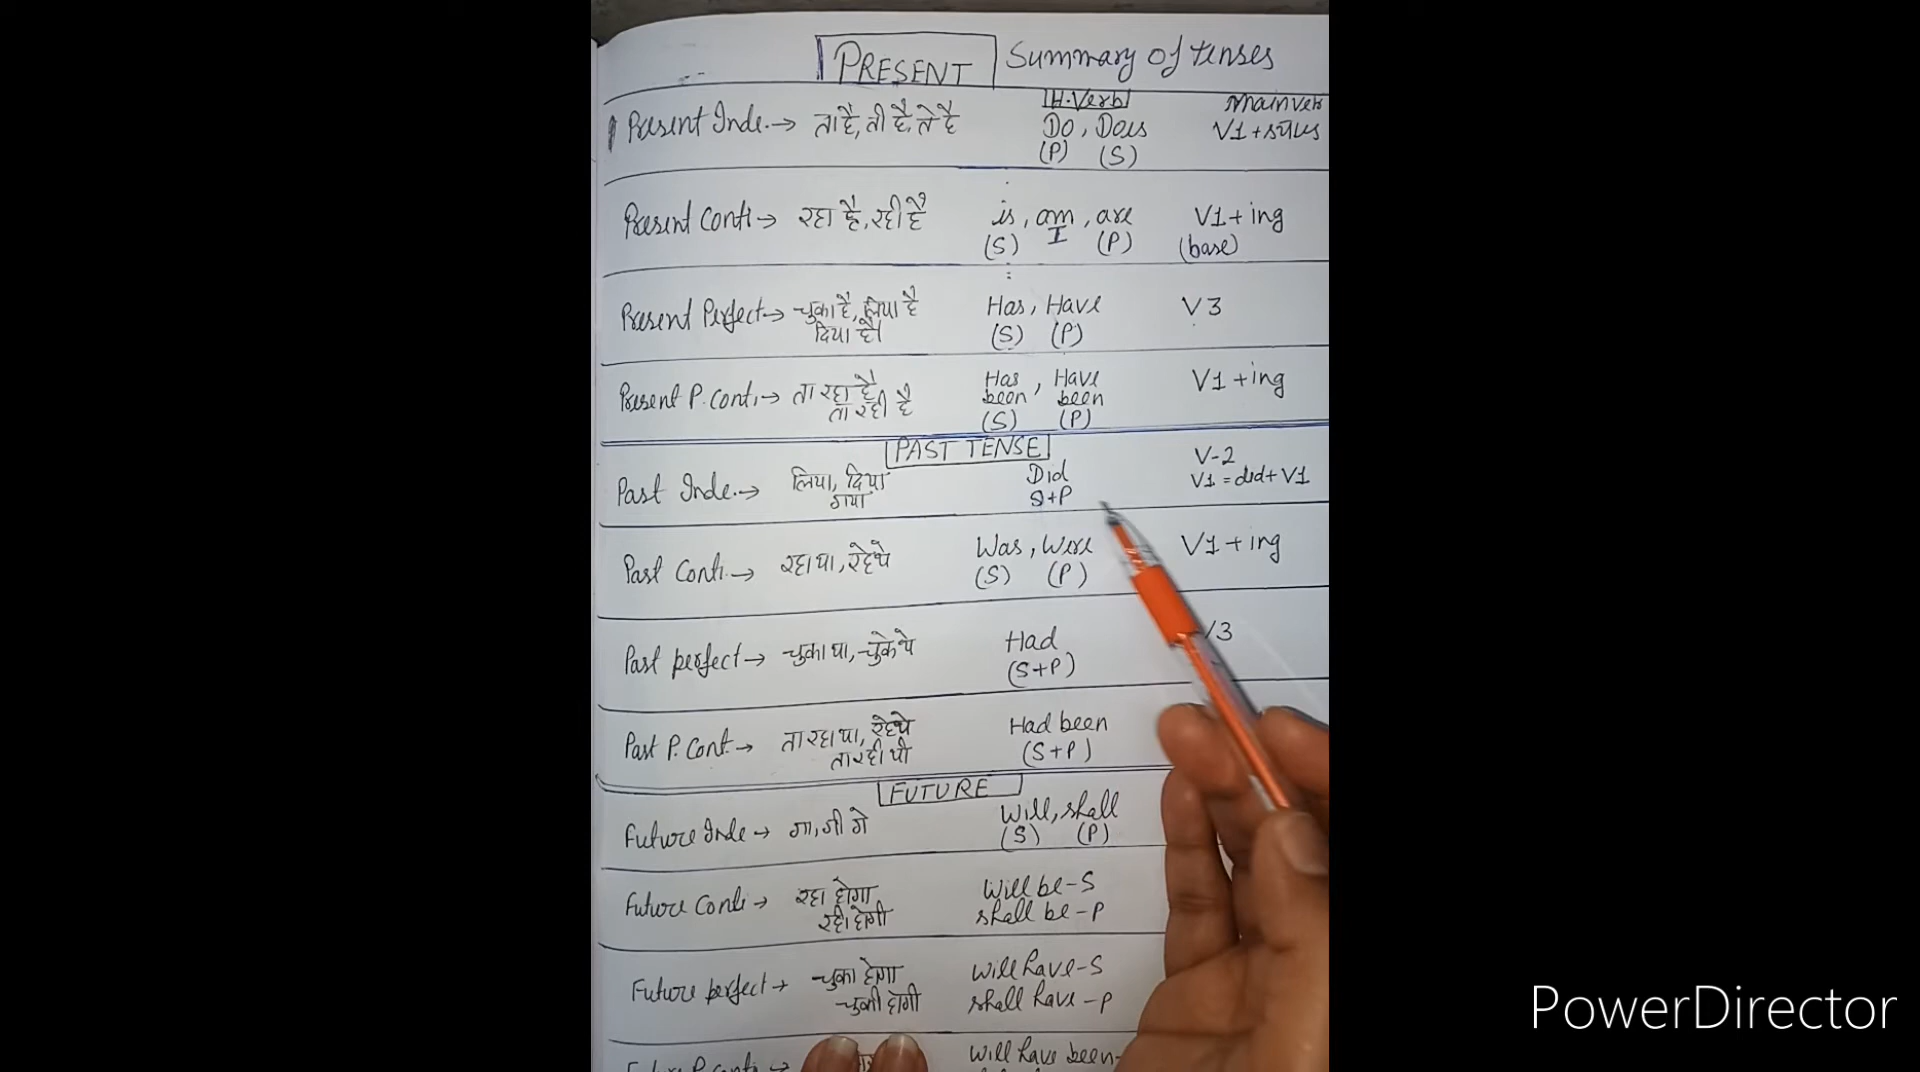 PRESENT Summary of tenses
H.Verb
Present Inde. → ता है, ती है, ते है Do, Does V1 +
(P) (S)
Present Conti → रहा है, रही है is, am, are V1 + ing
(S) I (P) (base)
Present Perfect → चुका है, लिया है Has, Have V3
दिया है। (S) (P)
Present P. Conti → ता रहा है Has been, Have been V1 + ing
ता रही है (S) (P)
PAST TENSE
Past Inde. → लिया, दिया Did V-2
गया S+P V1 = did + V1
Past Conti. → रहा था, रहे थे Was, Were V1 + ing
(S) (P)
Past perfect → चुका था, चुके थे Had
(S+P)
Past P. Cont. → ता रहा था, रहे थे Had been
ता रही थी (S+P)
FUTURE
Future Inde → गा, गी गे Will, shall
(S) (P)
Future Conti → रहा होगा Will be - S
रही होगी shall be - P
Future perfect → चुका होगा will have - S
चुकी होगी shall have - P
will have been -
PowerDirector